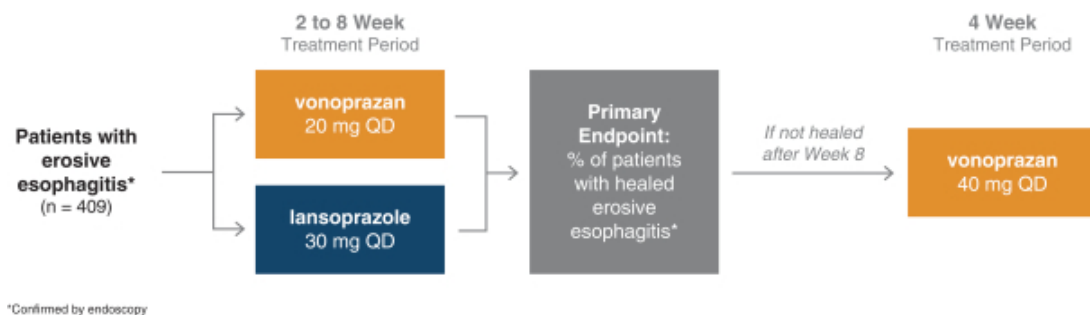 2 to 8 Week
Treatment Period
4 Week
Treatment Period
Patients with
erosive
esophagitis*
(n = 409)
vonoprazan
20 mg QD
lansoprazole
30 mg QD
Primary
Endpoint:
% of patients
with healed
erosive
esophagitis*
If not healed
after Week 8
vonoprazan
40 mg QD
*Confirmed by endoscopy